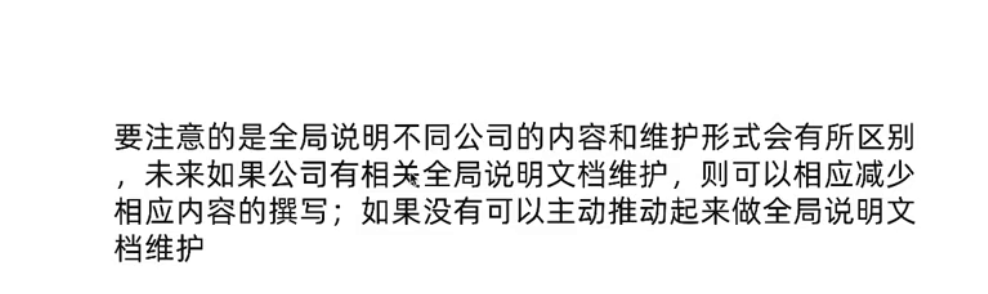 要注意的是全局说明不同公司的内容和维护形式会有所区别
，未来如果公司有相关全局说明文档维护，则可以相应减少
相应内容的撰写；如果没有可以主动推动起来做全局说明文
档维护